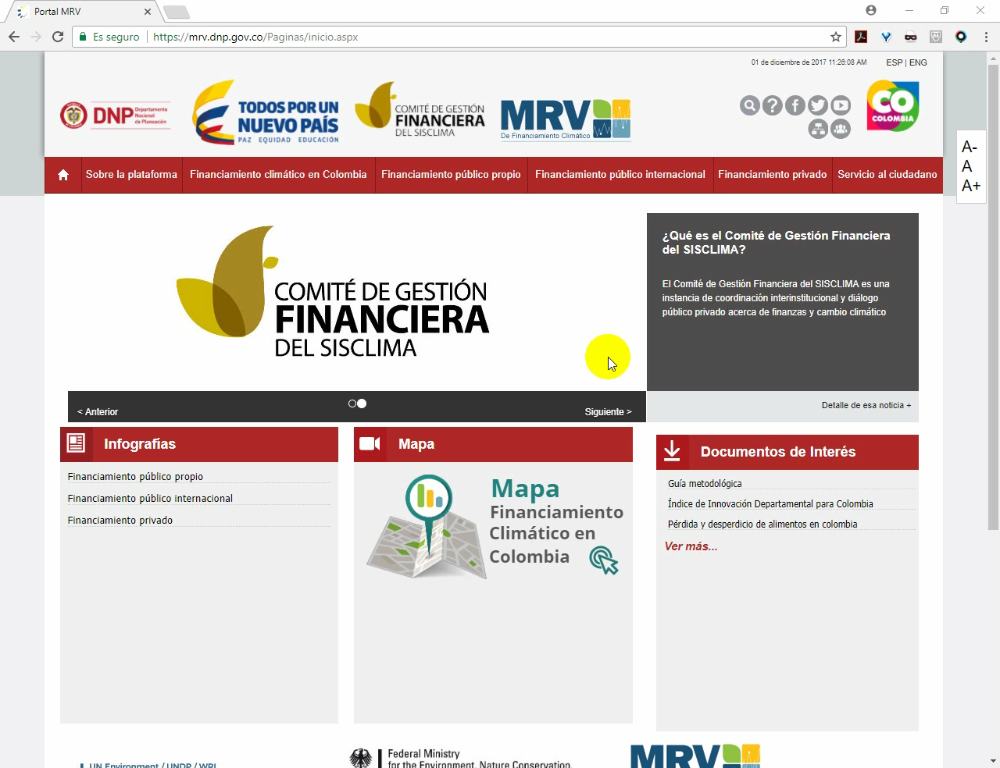 Portal MRV
Es seguro
https://mrv.dnp.gov.co/Paginas/inicio.aspx
01 de diciembre de 2017 11:26:08 AM
ESP | ENG
DNP Departamento
Nacional
de Planeación
TODOS POR UN
NUEVO PAÍS
PAZ EQUIDAD EDUCACIÓN
COMITÉ DE GESTIÓN
FINANCIERA
DEL SISCLIMA
MRV
De Financiamiento Climático
CO
COLOMBIA
A-
A
A+
Sobre la plataforma
Financiamiento climático en Colombia
Financiamiento público propio
Financiamiento público internacional
Financiamiento privado
Servicio al ciudadano
COMITÉ DE GESTIÓN
FINANCIERA
DEL SISCLIMA
¿Qué es el Comité de Gestión Financiera
del SISCLIMA?
El Comité de Gestión Financiera del SISCLIMA es una
instancia de coordinación interinstitucional y diálogo
público privado acerca de finanzas y cambio climático
< Anterior
Siguiente >
Detalle de esa noticia +
Infografías
Financiamiento público propio
Financiamiento público internacional
Financiamiento privado
Mapa
Mapa
Financiamiento
Climático en
Colombia
Documentos de Interés
Guía metodológica
Índice de Innovación Departamental para Colombia
Pérdida y desperdicio de alimentos en colombia
Ver más...
UN Environment / UNDP / WRI
Federal Ministry
for the Environment, Nature Conservation,
MRV